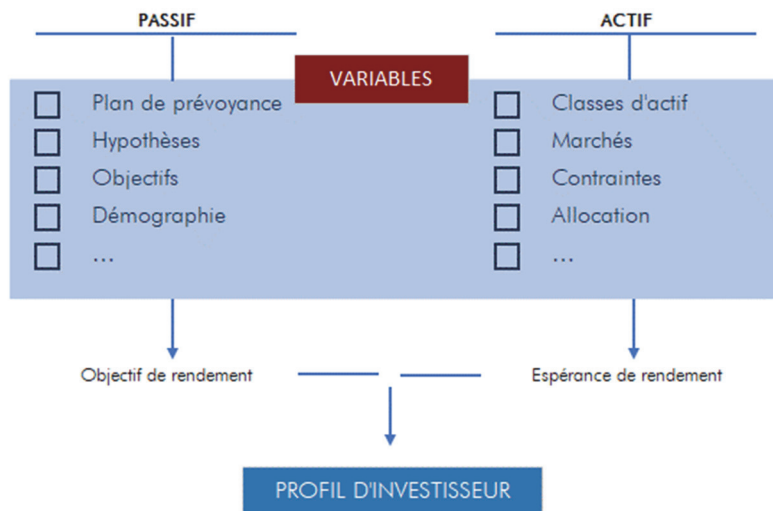 PASSIF
ACTIF
VARIABLES
Plan de prévoyance
Hypothèses
Objectifs
Démographie
...
Classes d'actif
Marchés
Contraintes
Allocation
...
Objectif de rendement
Espérance de rendement
PROFIL D'INVESTISSEUR